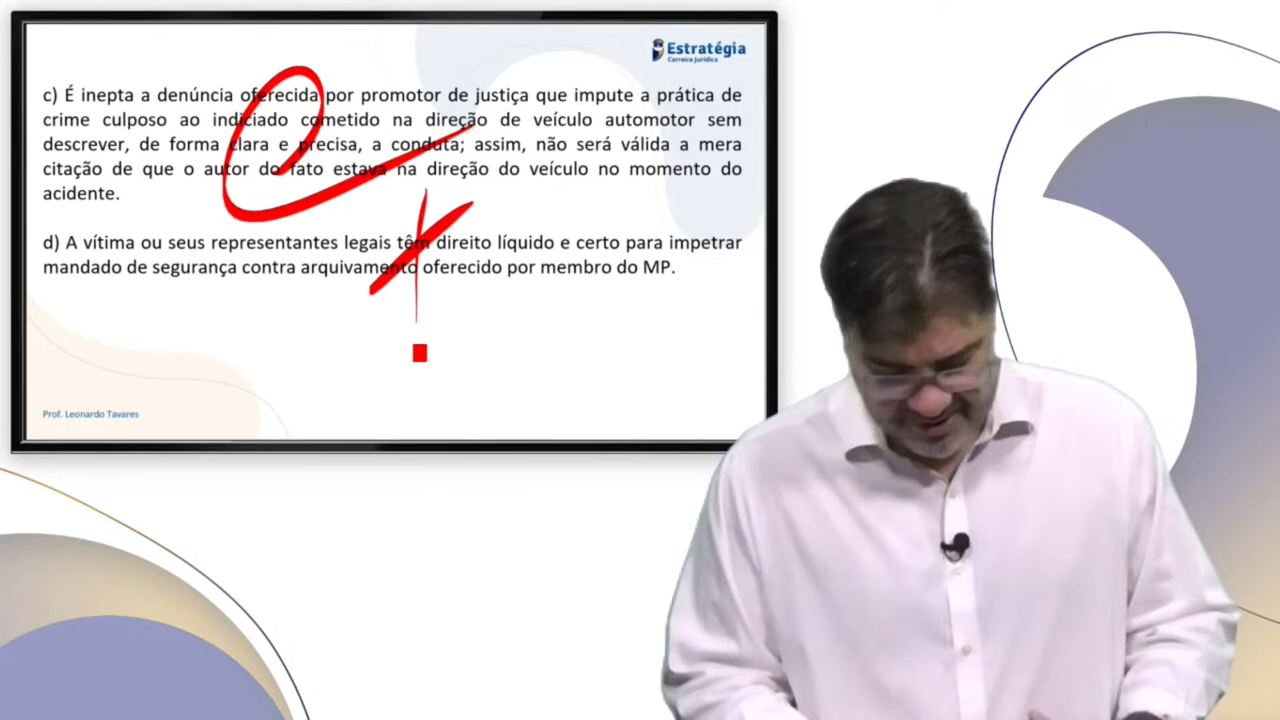 Estratégia
Carreira Jurídica
c) É inepta a denúncia oferecida por promotor de justiça que impute a prática de
crime culposo ao indiciado cometido na direção de veículo automotor sem
descrever, de forma clara e precisa, a conduta; assim, não será válida a mera
citação de que o autor do fato estava na direção do veículo no momento do
acidente.
d) A vítima ou seus representantes legais têm direito líquido e certo para impetrar
mandado de segurança contra arquivamento oferecido por membro do MP.
Prof. Leonardo Tavares